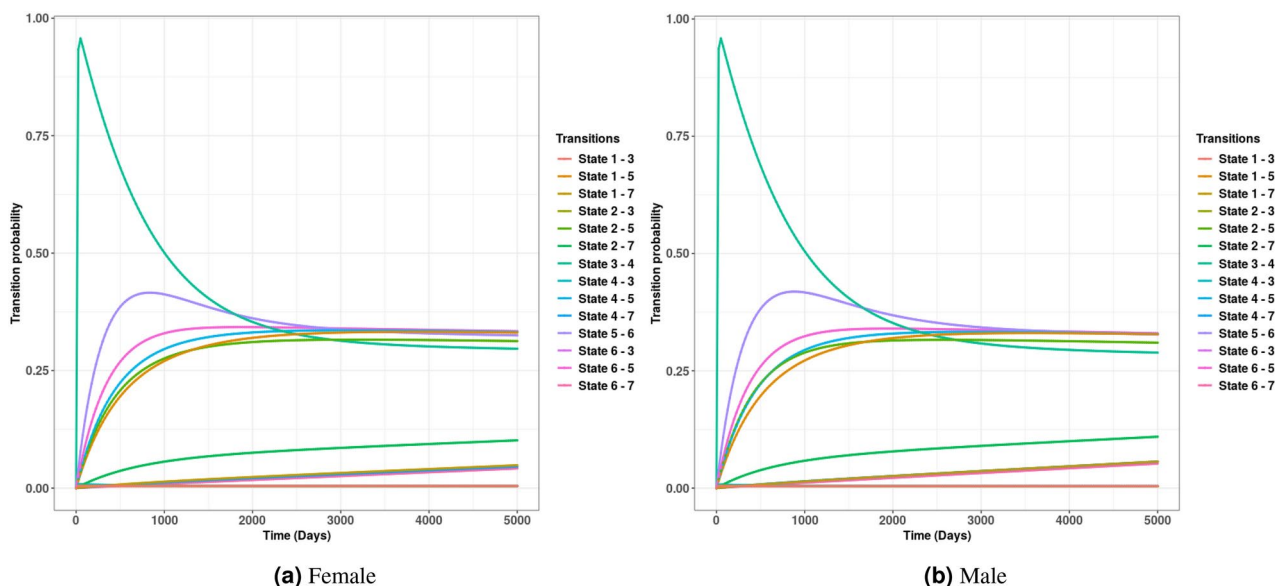 1.00
0.75
0.50
0.25
0.00
Transition probability
0
1000
2000
3000
4000
5000
Time (Days)
Transitions
State 1 - 3
State 1 - 5
State 1 - 7
State 2 - 3
State 2 - 5
State 2 - 7
State 3 - 4
State 4 - 3
State 4 - 5
State 4 - 7
State 5 - 6
State 6 - 3
State 6 - 5
State 6 - 7
(a) Female
1.00
0.75
0.50
0.25
0.00
Transition probability
0
1000
2000
3000
4000
5000
Time (Days)
Transitions
State 1 - 3
State 1 - 5
State 1 - 7
State 2 - 3
State 2 - 5
State 2 - 7
State 3 - 4
State 4 - 3
State 4 - 5
State 4 - 7
State 5 - 6
State 6 - 3
State 6 - 5
State 6 - 7
(b) Male